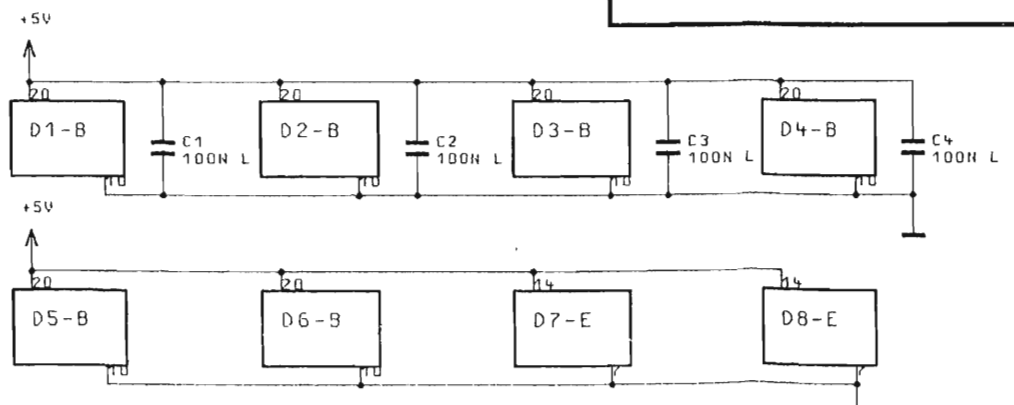 +5V
20 20 20 20
D1-B C1 D2-B C2 D3-B C3 D4-B C4
100N L 100N L 100N L 100N L
10 10 10 10
+5V
20 20 14 14
D5-B D6-B D7-E D8-E
10 10 7 7